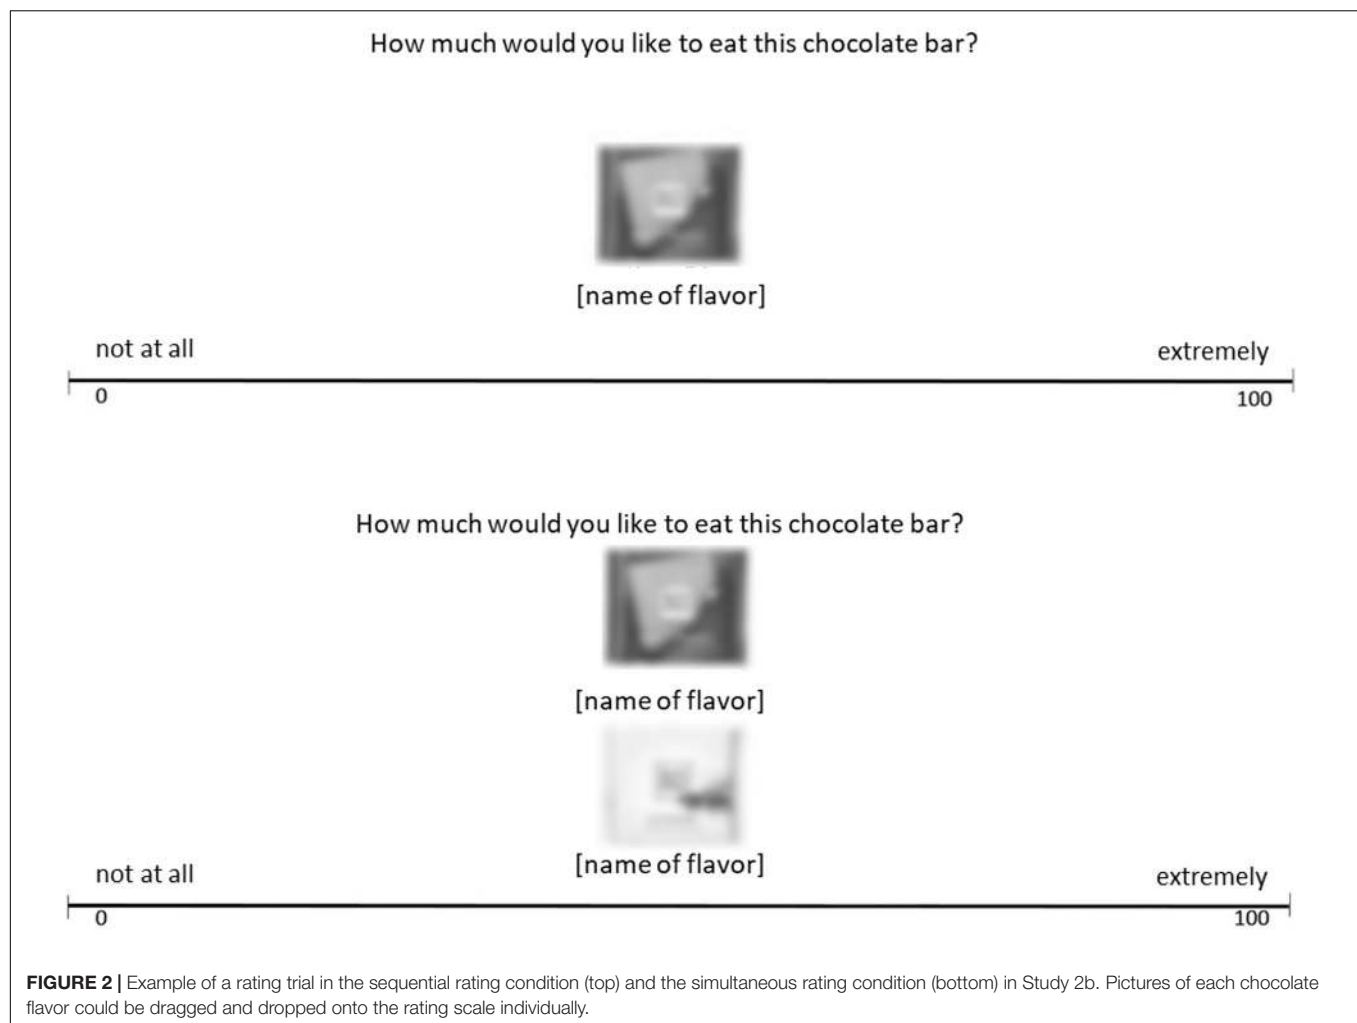 How much would you like to eat this chocolate bar?
[name of flavor]
not at all
extremely
0
100
How much would you like to eat this chocolate bar?
[name of flavor]
[name of flavor]
not at all
extremely
0
100
FIGURE 2 | Example of a rating trial in the sequential rating condition (top) and the simultaneous rating condition (bottom) in Study 2b. Pictures of each chocolate
flavor could be dragged and dropped onto the rating scale individually.